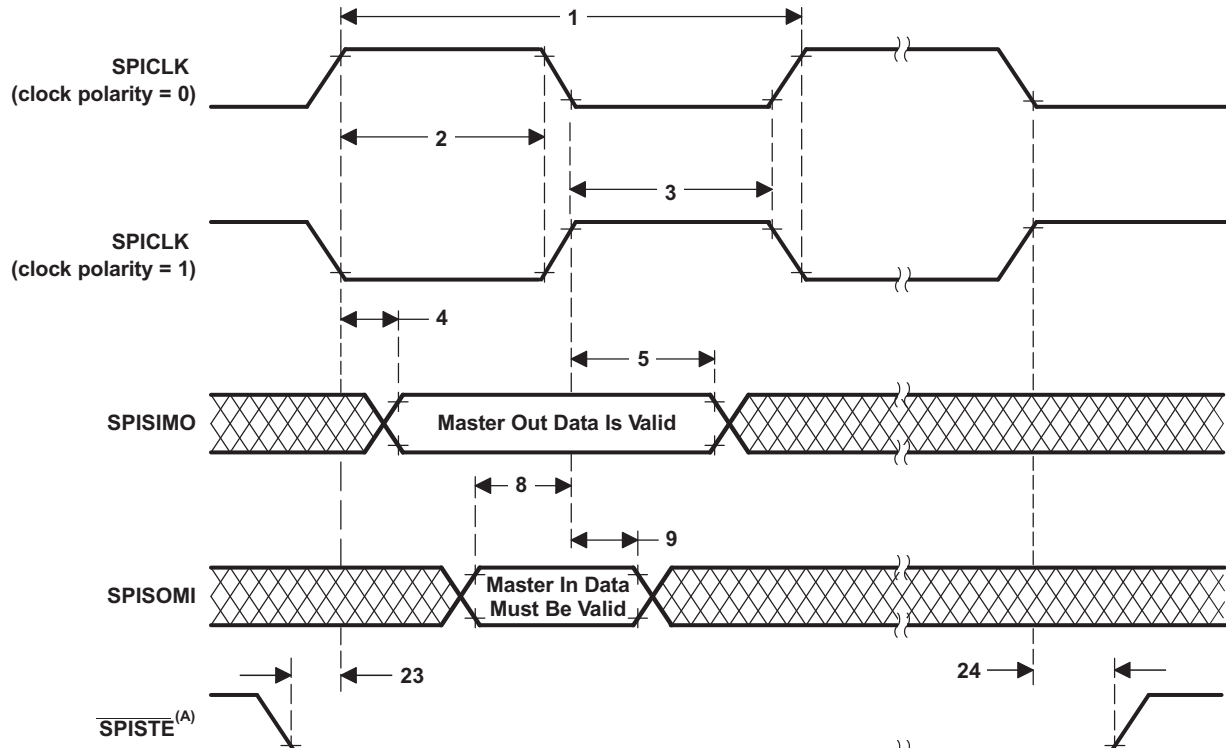 1
SPICLK
(clock polarity = 0)
2
3
SPICLK
(clock polarity = 1)
4
5
SPISIMO
Master Out Data Is Valid
8
9
SPISOMI
Master In Data
Must Be Valid
23
24
SPISTE(A)